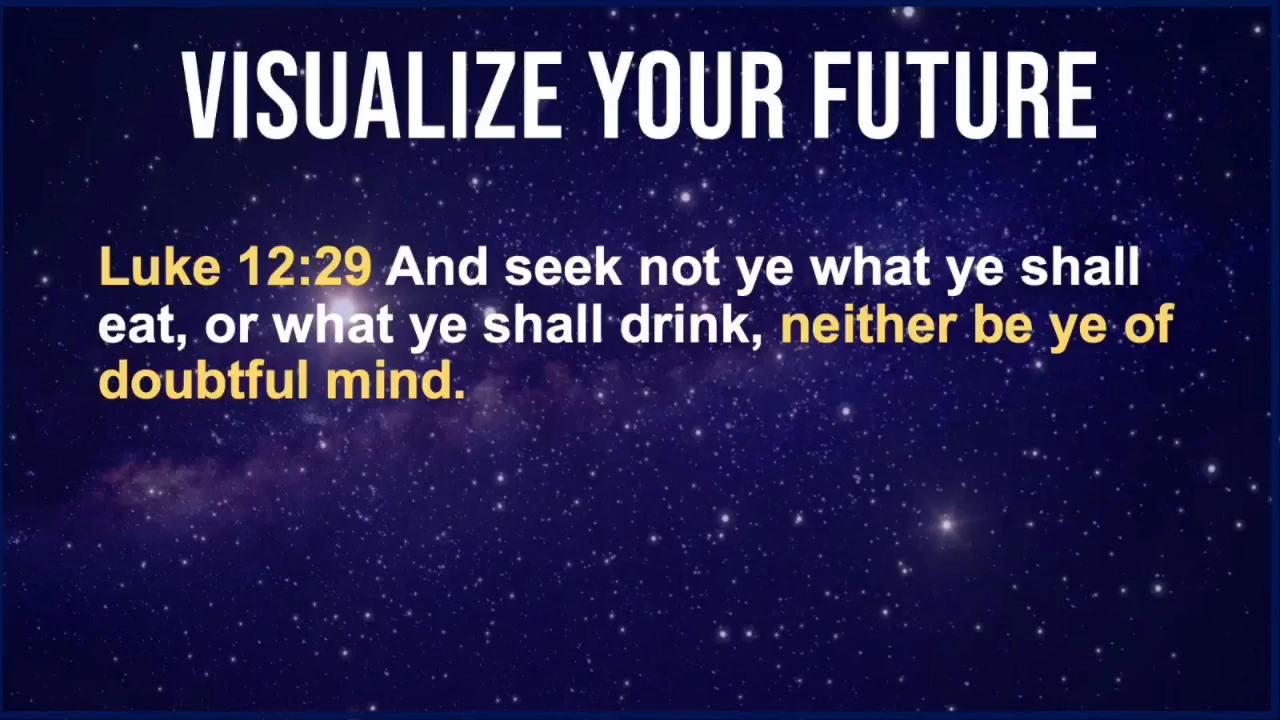 VISUALIZE YOUR FUTURE
Luke 12:29 And seek not ye what ye shall
eat, or what ye shall drink, neither be ye of
doubtful mind.